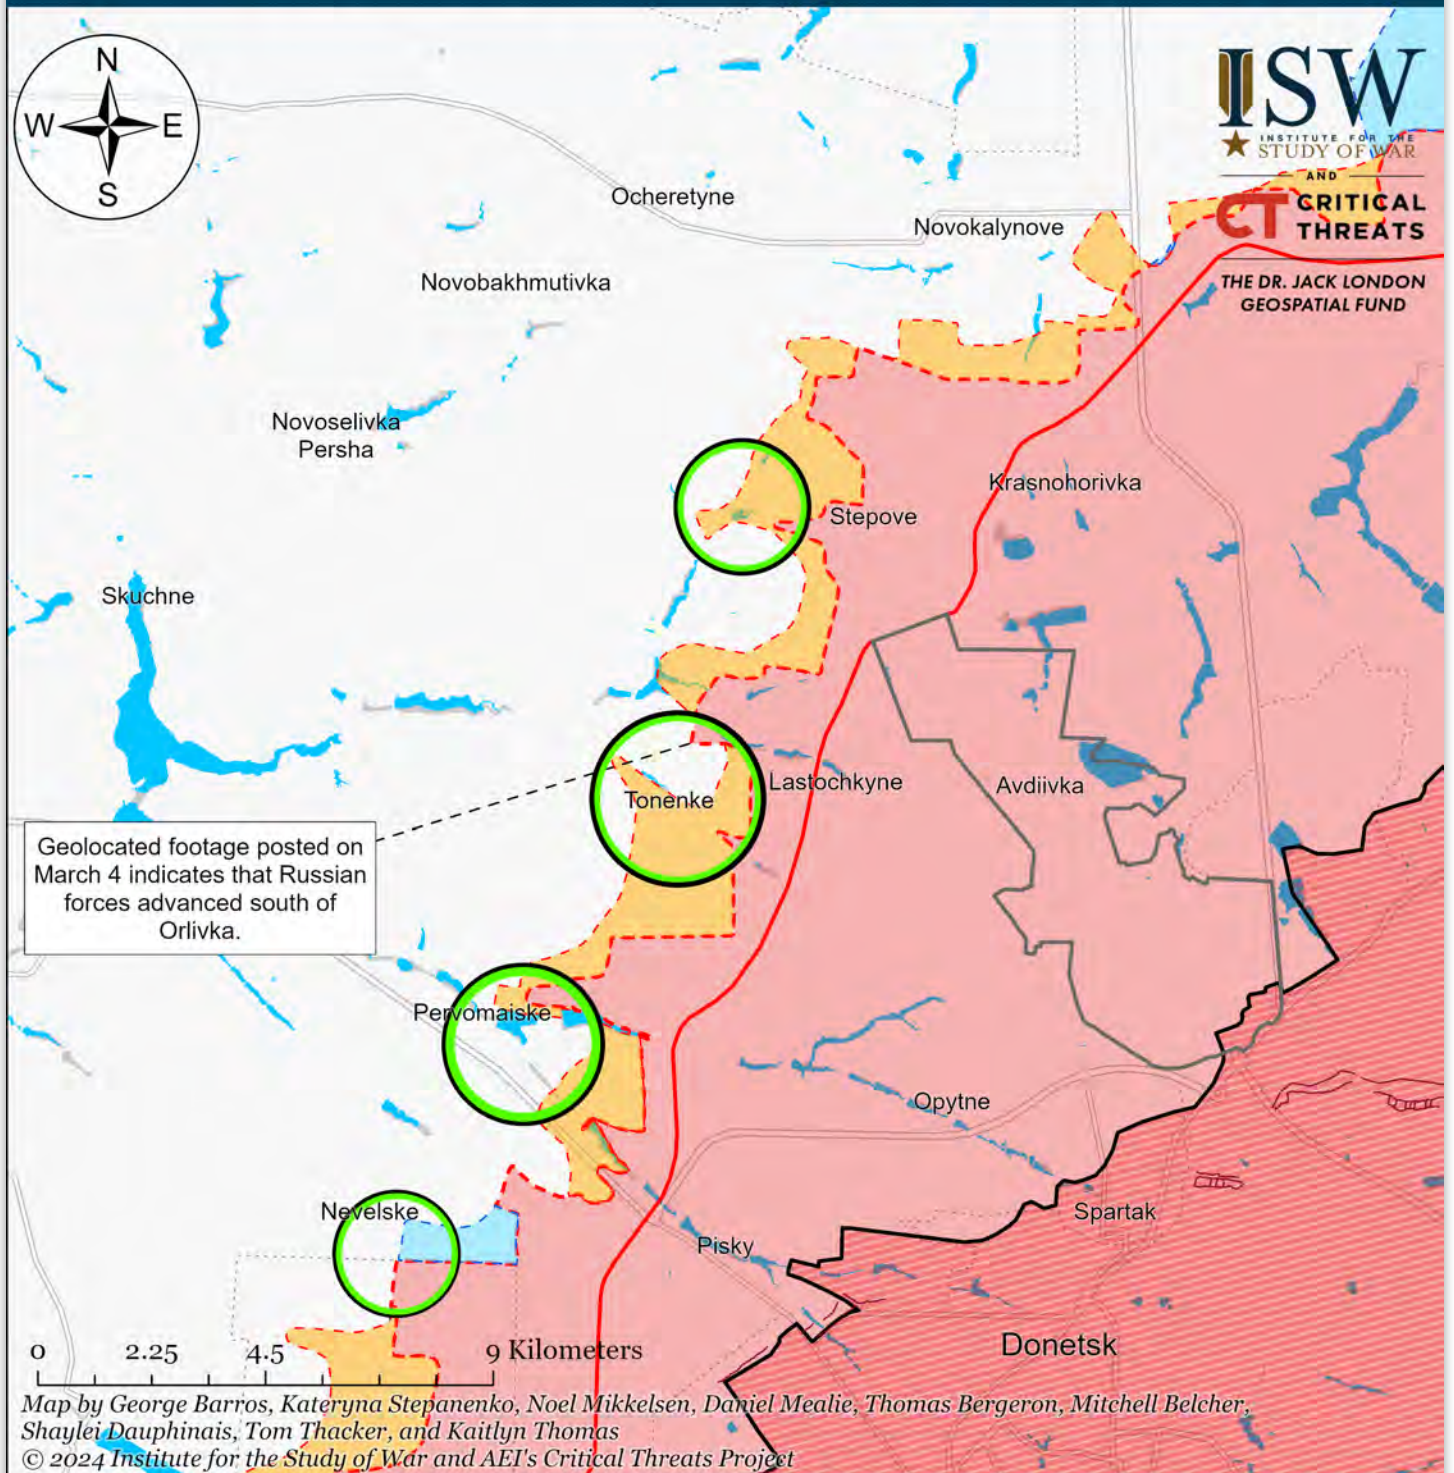 N
W E
S
ISW
INSTITUTE FOR THE
STUDY OF WAR
AND
CT CRITICAL
THREATS
THE DR. JACK LONDON
GEOSPATIAL FUND
Ocheretyne
Novokalynove
Novobakhmutivka
Novoselivka
Persha
Krasnohorivka
Stepove
Skuchne
Lastochkyne
Avdiivka
Tonenke
Geolocated footage posted on
March 4 indicates that Russian
forces advanced south of
Orlivka.
Pervomaiske
Opytne
Nevelske
Spartak
Pisky
Donetsk
0 2.25 4.5 9 Kilometers
Map by George Barros, Kateryna Stepanenko, Noel Mikkelsen, Daniel Mealie, Thomas Bergeron, Mitchell Belcher,
Shaylei Dauphinais, Tom Thacker, and Kaitlyn Thomas
© 2024 Institute for the Study of War and AEI's Critical Threats Project